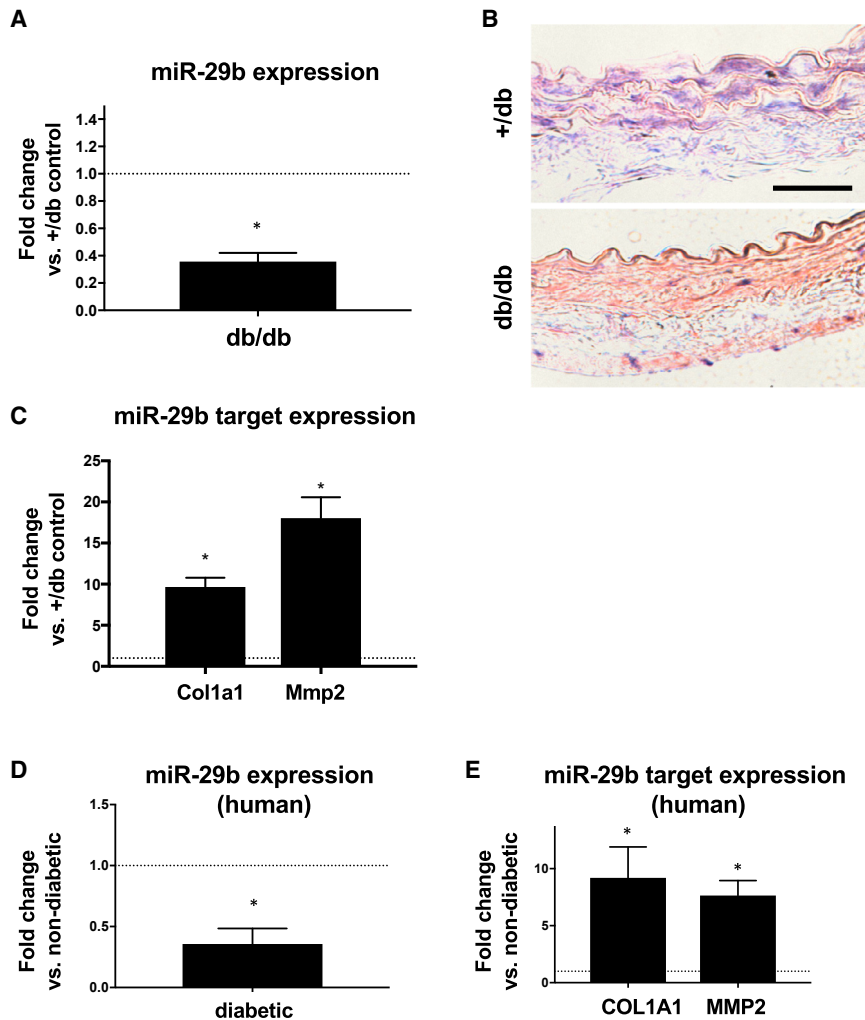 A
miR-29b expression
Fold change
vs. +/db control
1.4
1.2
1.0
0.8
0.6
0.4
0.2
0.0
*
db/db
B
+/db
db/db
C
miR-29b target expression
Fold change
vs. +/db control
25
20
15
10
5
0
*
*
Col1a1 Mmp2
D
miR-29b expression
(human)
Fold change
vs. non-diabetic
1.5
1.0
0.5
0.0
*
diabetic
E
miR-29b target expression
(human)
Fold change
vs. non-diabetic
10
5
0
*
*
COL1A1 MMP2